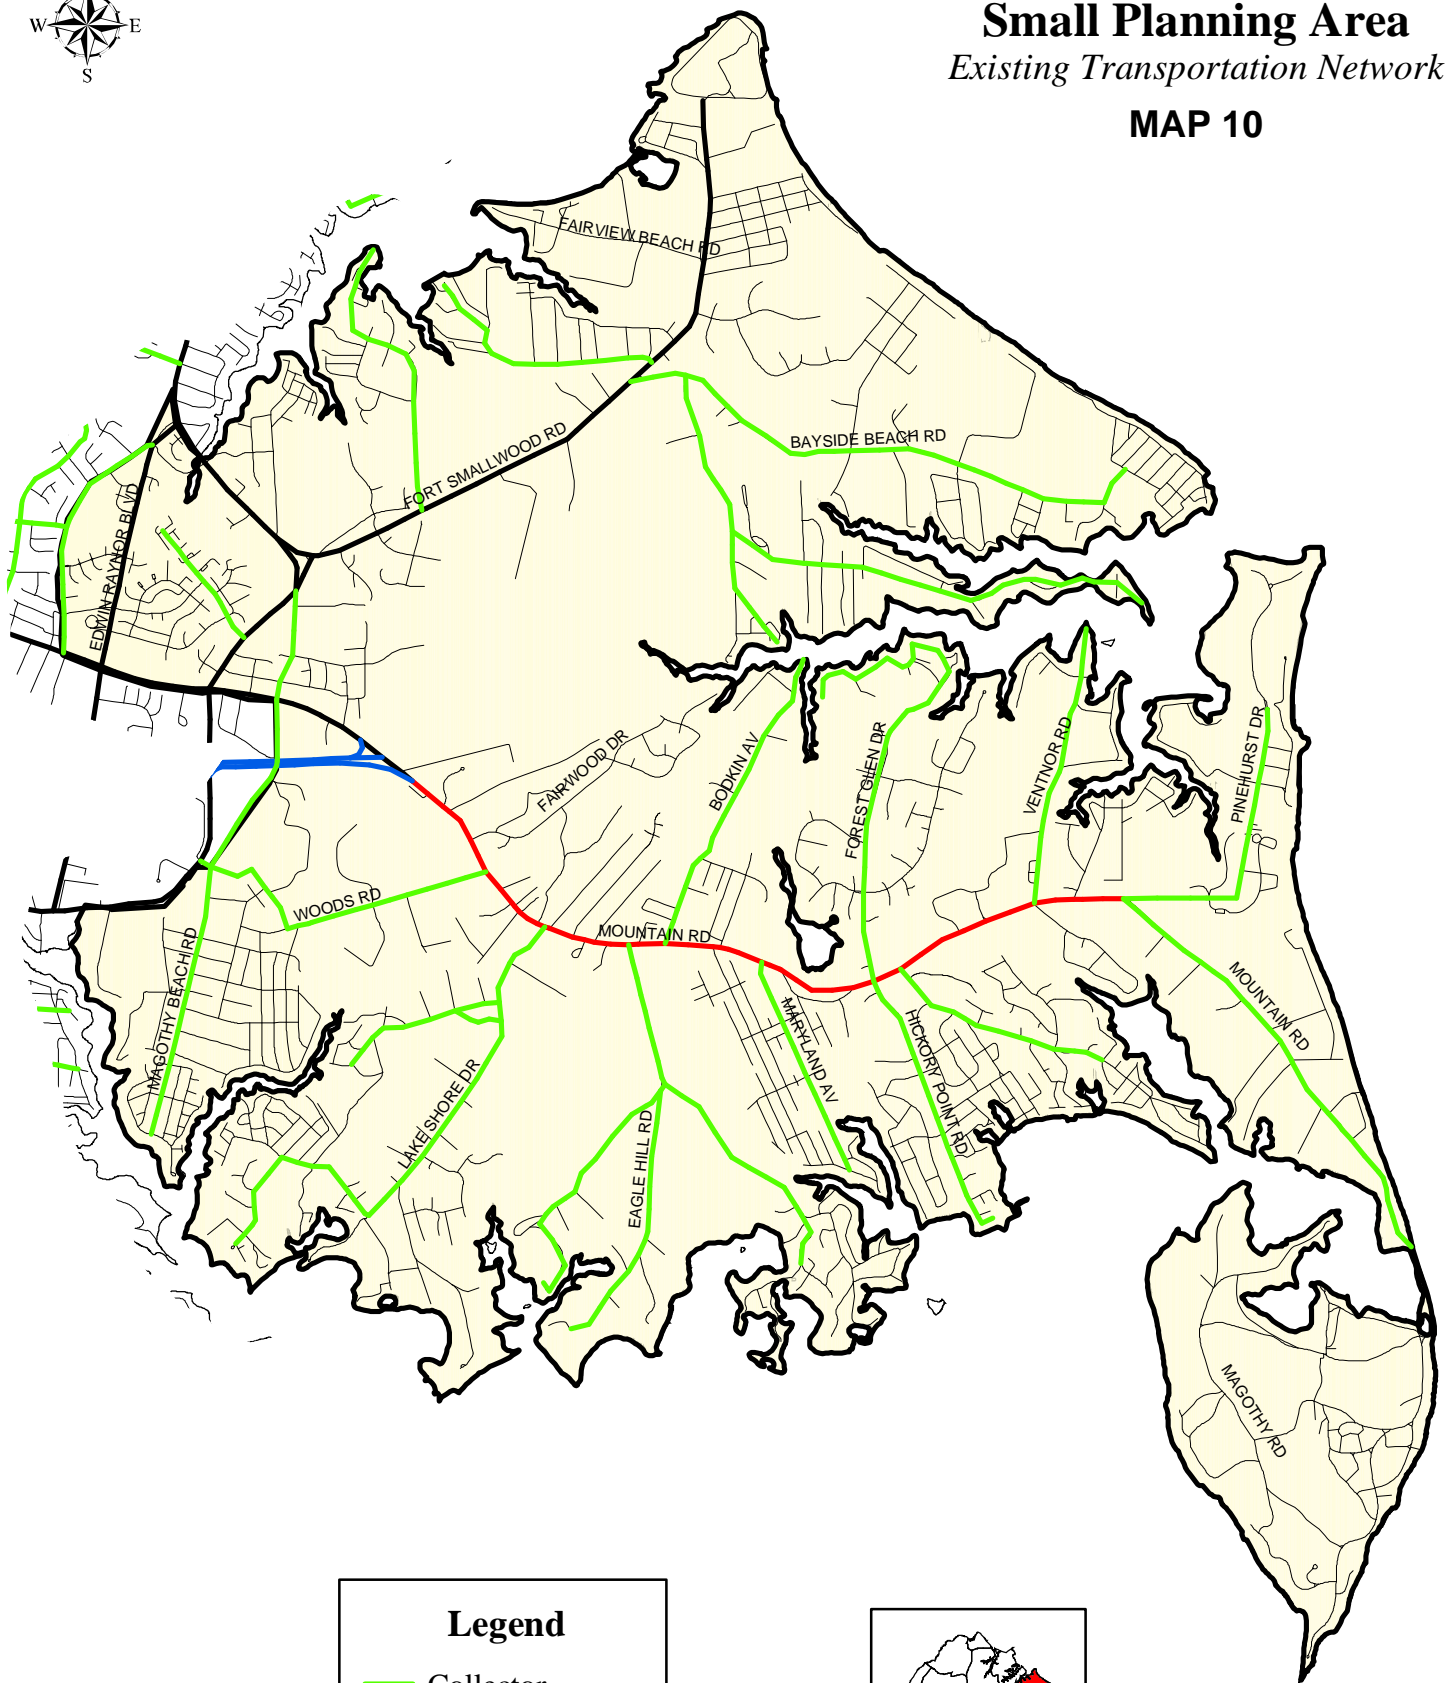 Small Planning Area
Existing Transportation Network
MAP 10
W E
S
FAIRVIEW BEACH RD
FORT SMALLWOOD RD
BAYSIDE BEACH RD
EDWIN RAYNOR BLVD
FAIRWOOD DR
BODKIN AV
FOREST GLEN DR
VENTNOR RD
PINEHURST DR
WOODS RD
MOUNTAIN RD
MAGOTHY BEACH RD
MARYLAND AV
HICKORY POINT RD
MOUNTAIN RD
LAKE SHORE DR
EAGLE HILL RD
MAGOTHY RD
Legend
Collector